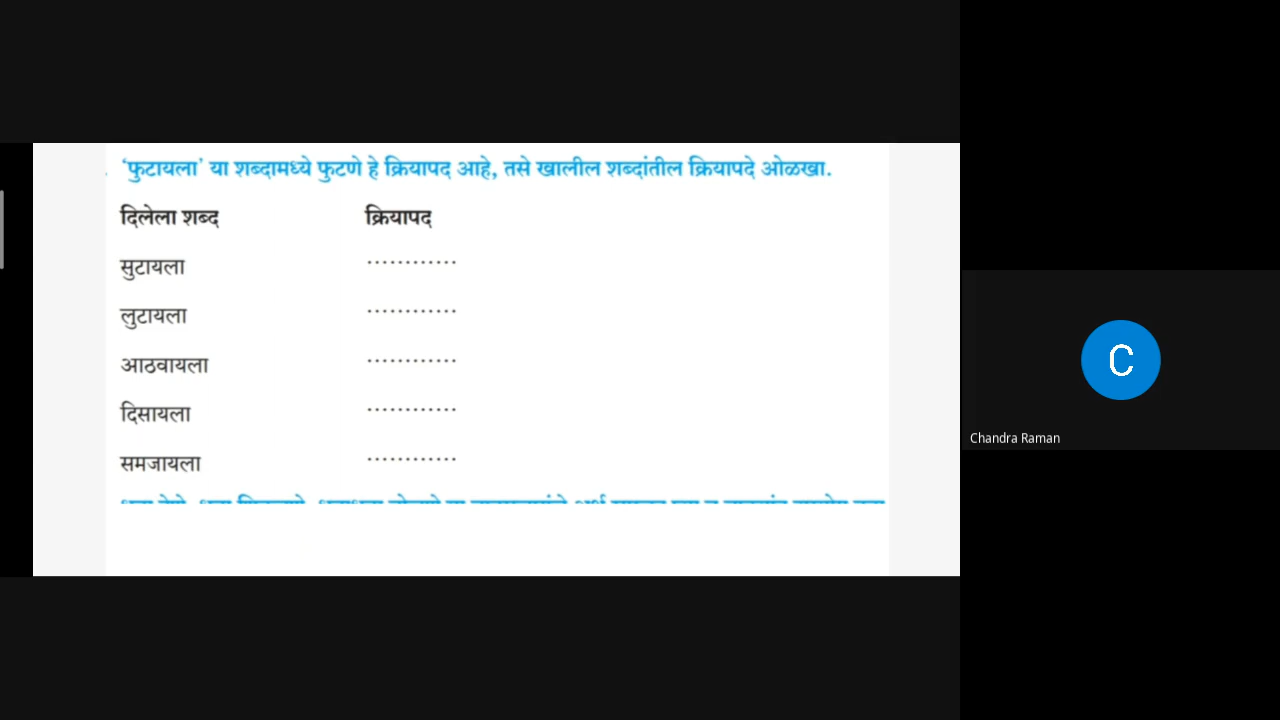 'फुटायला' या शब्दामध्ये फुटणे हे क्रियापद आहे, तसे खालील शब्दांतील क्रियापदे ओळखा.
दिलेला शब्द क्रियापद
सुटायला ............
लुटायला ............
आठवायला ............
दिसायला ............
समजायला ............
C
Chandra Raman